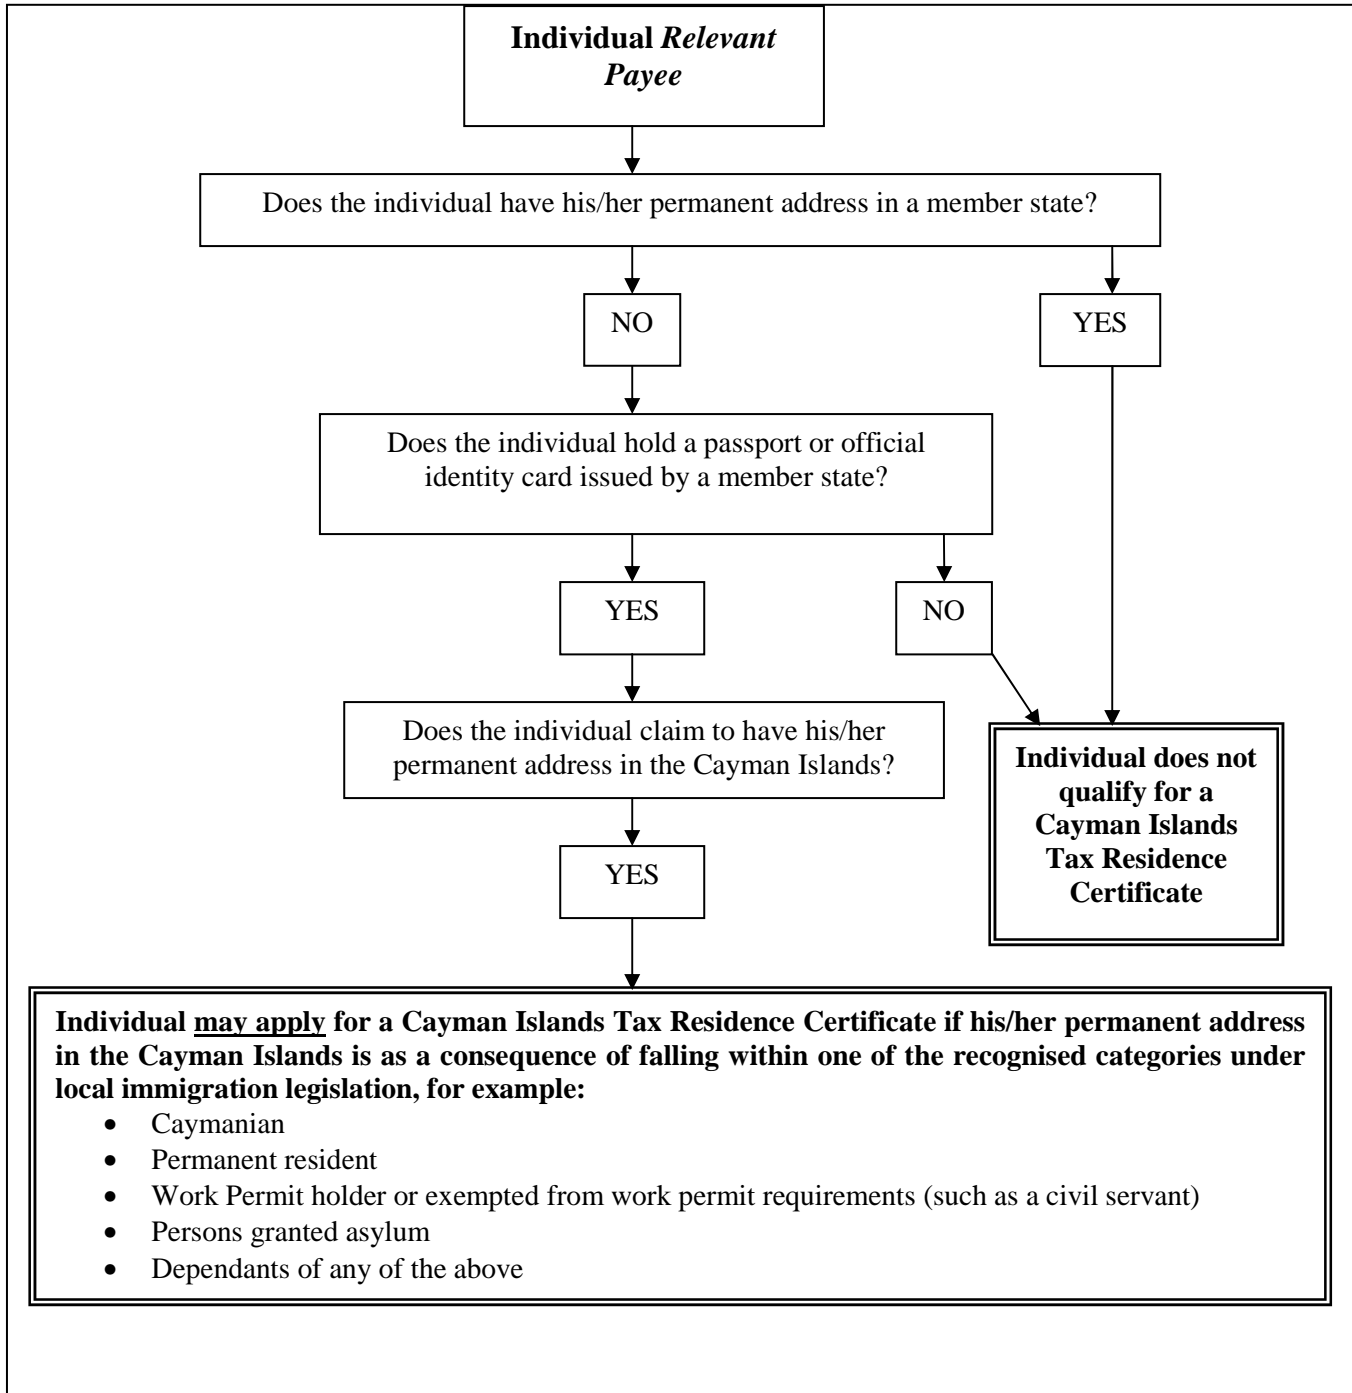 Individual Relevant
Payee
Does the individual have his/her permanent address in a member state?
NO
YES
Does the individual hold a passport or official
identity card issued by a member state?
YES
NO
Does the individual claim to have his/her
permanent address in the Cayman Islands?
Individual does not
qualify for a
Cayman Islands
Tax Residence
Certificate
YES
Individual may apply for a Cayman Islands Tax Residence Certificate if his/her permanent address
in the Cayman Islands is as a consequence of falling within one of the recognised categories under
local immigration legislation, for example:
• Caymanian
• Permanent resident
• Work Permit holder or exempted from work permit requirements (such as a civil servant)
• Persons granted asylum
• Dependants of any of the above